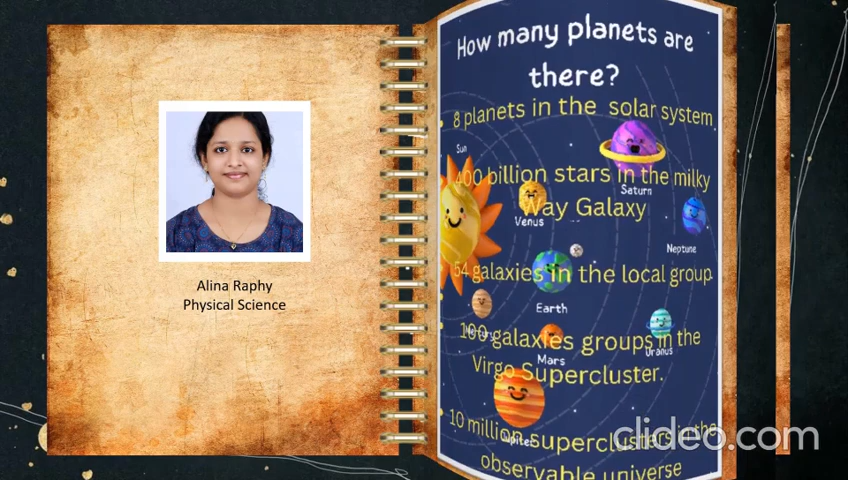 Alina Raphy
Physical Science
How many planets are
there?
8 planets in the solar system
Sun
400 billion stars in the milky
Saturn
Way Galaxy
Venus
Neptune
54 galaxies in the local group
Earth
100 galaxies groups in the
Uranus
Mars
Virgo Supercluster.
10 million superclusters in the
Jupiter
observable universe
clideo.com